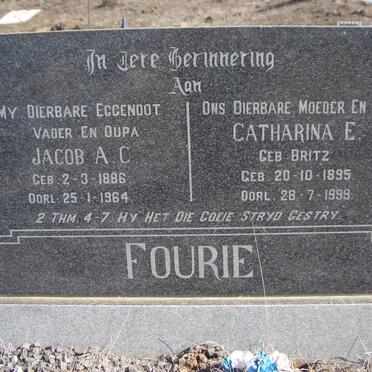 In Tere Herinnering
Aan
My Dierbare Eggenoot
Vader En Oupa
Jacob A. C.
Geb. 2-3-1886
Oorl. 25-1-1964
Ons Dierbare Moeder En
Catharina E.
Geb Britz
Geb. 20-10-1895
Oorl. 28-7-1999
2 Thm. 4-7. Hy Het Die Goeie Stryd Gestry.
Fourie